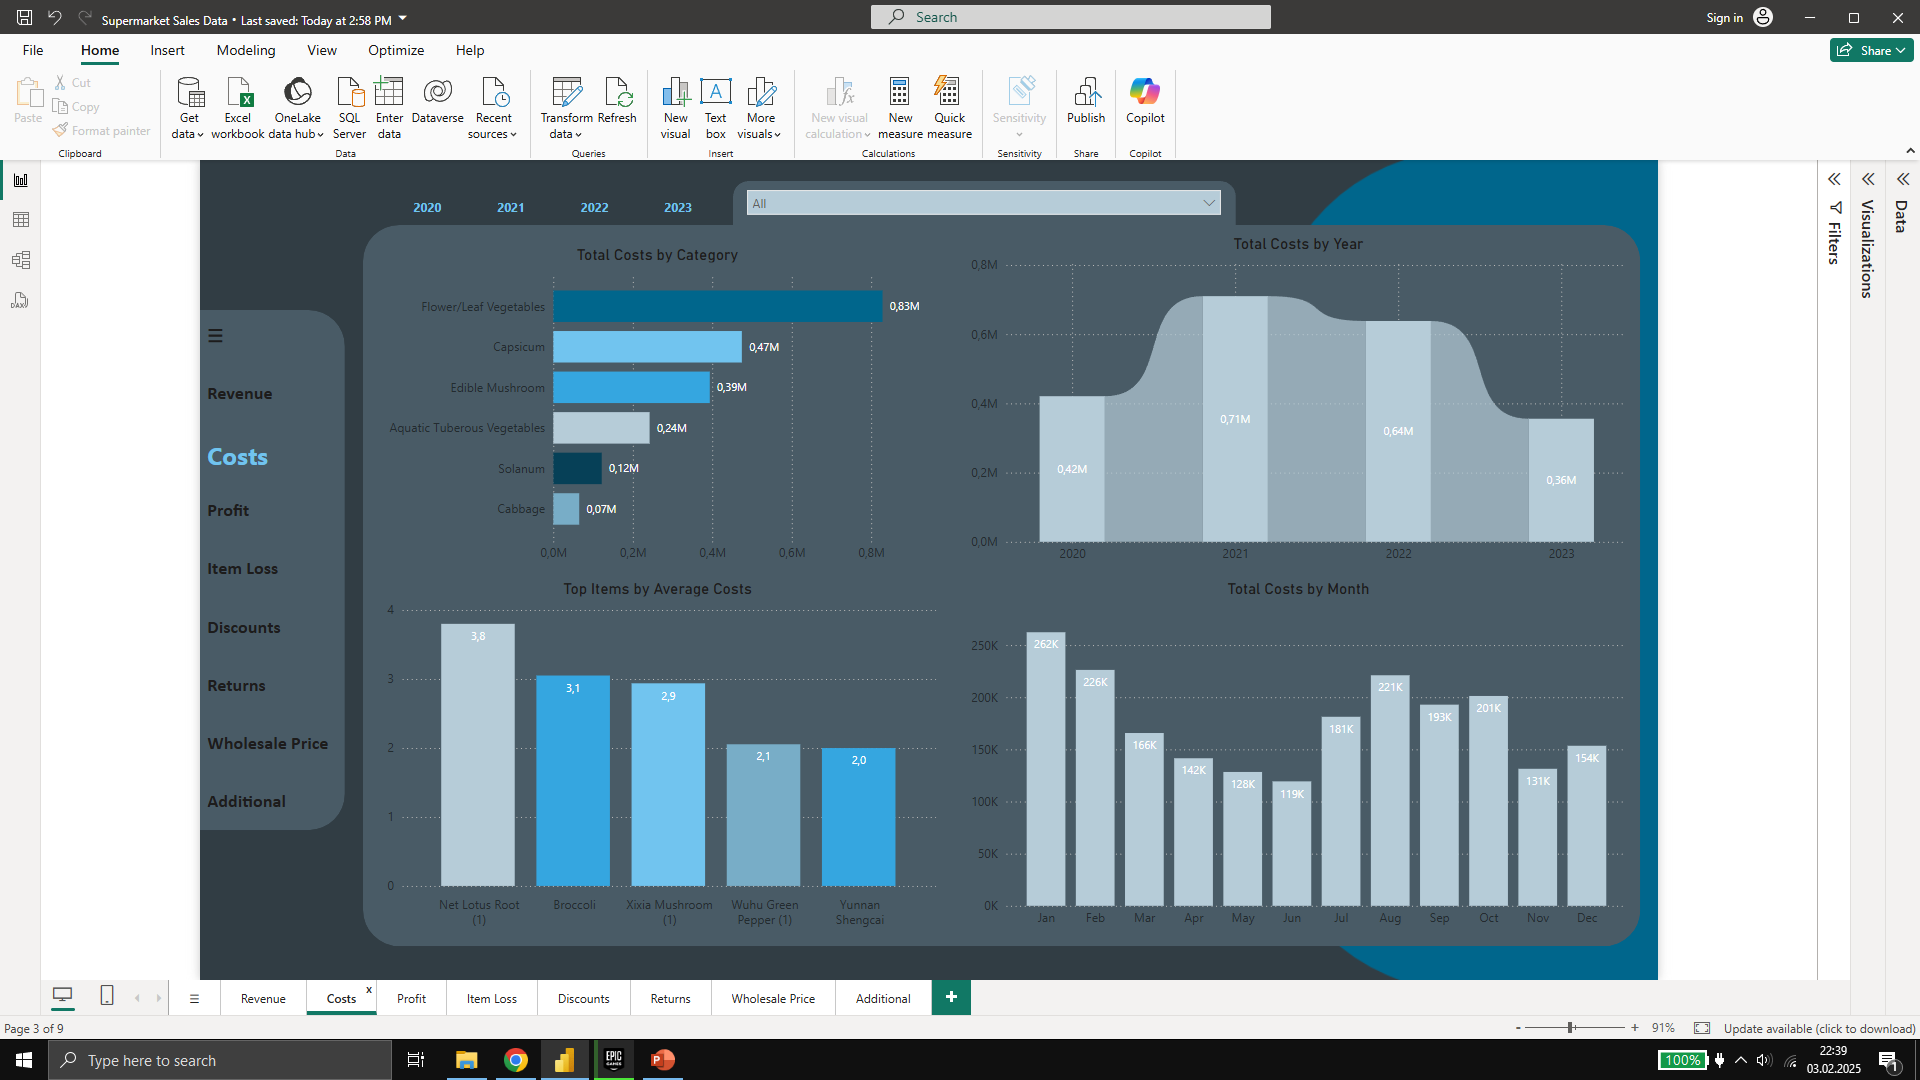 Supermarket Sales Data • Last saved: Today at 2:58 PM
Search
Sign in
File Home Insert Modeling View Optimize Help
Share
Paste
Cut
Copy
Format painter
Clipboard
Get data
Excel workbook
OneLake data hub
SQL Server
Enter data
Dataverse
Recent sources
Data
Transform data
Refresh
Queries
New visual
Text box
More visuals
Insert
New visual calculation
New measure
Quick measure
Calculations
Sensitivity
Sensitivity
Publish
Share
Copilot
Copilot
2020 2021 2022 2023
All
Revenue
Costs
Profit
Item Loss
Discounts
Returns
Wholesale Price
Additional
Total Costs by Category
Flower/Leaf Vegetables 0,83M
Capsicum 0,47M
Edible Mushroom 0,39M
Aquatic Tuberous Vegetables 0,24M
Solanum 0,12M
Cabbage 0,07M
0,0M 0,2M 0,4M 0,6M 0,8M
Total Costs by Year
0,8M
0,6M
0,4M
0,2M
0,0M
0,42M 0,71M 0,64M 0,36M
2020 2021 2022 2023
Top Items by Average Costs
4
3
2
1
0
3,8 3,1 2,9 2,1 2,0
Net Lotus Root (1)
Broccoli
Xixia Mushroom (1)
Wuhu Green Pepper (1)
Yunnan Shengcai
Total Costs by Month
250K
200K
150K
100K
50K
0K
262K 226K 166K 142K 128K 119K 181K 221K 193K 201K 131K 154K
Jan Feb Mar Apr May Jun Jul Aug Sep Oct Nov Dec
Filters
Visualizations
Data
Revenue Costs x Profit Item Loss Discounts Returns Wholesale Price Additional +
Page 3 of 9
- + 91%
Update available (click to download)
Type here to search
EPIC GAMES
P
100%
22:39
03.02.2025
1